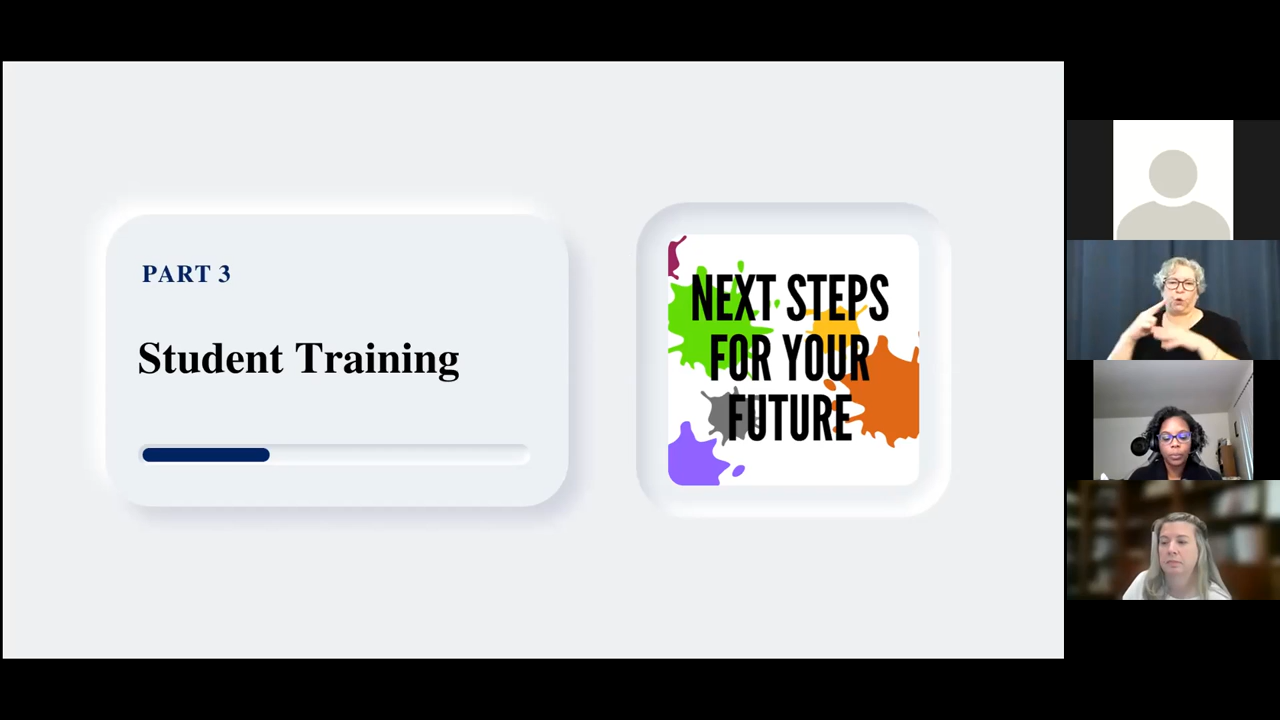 PART 3
Student Training
NEXT STEPS
FOR YOUR
FUTURE